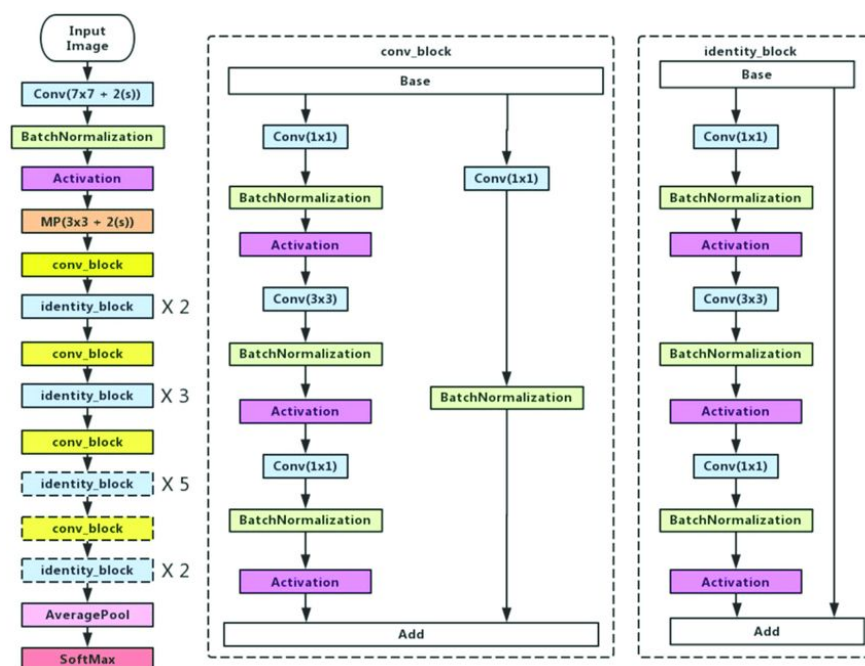 Input
Image
Conv(7x7 + 2(s))
BatchNormalization
Activation
MP(3x3 + 2(s))
conv_block
identity_block X 2
conv_block
identity_block X 3
conv_block
identity_block X 5
conv_block
identity_block X 2
AveragePool
SoftMax
conv_block
Base
Conv(1x1)
BatchNormalization
Activation
Conv(3x3)
BatchNormalization
Activation
Conv(1x1)
BatchNormalization
Activation
Conv(1x1)
BatchNormalization
Add
identity_block
Base
Conv(1x1)
BatchNormalization
Activation
Conv(3x3)
BatchNormalization
Activation
Conv(1x1)
BatchNormalization
Activation
Add